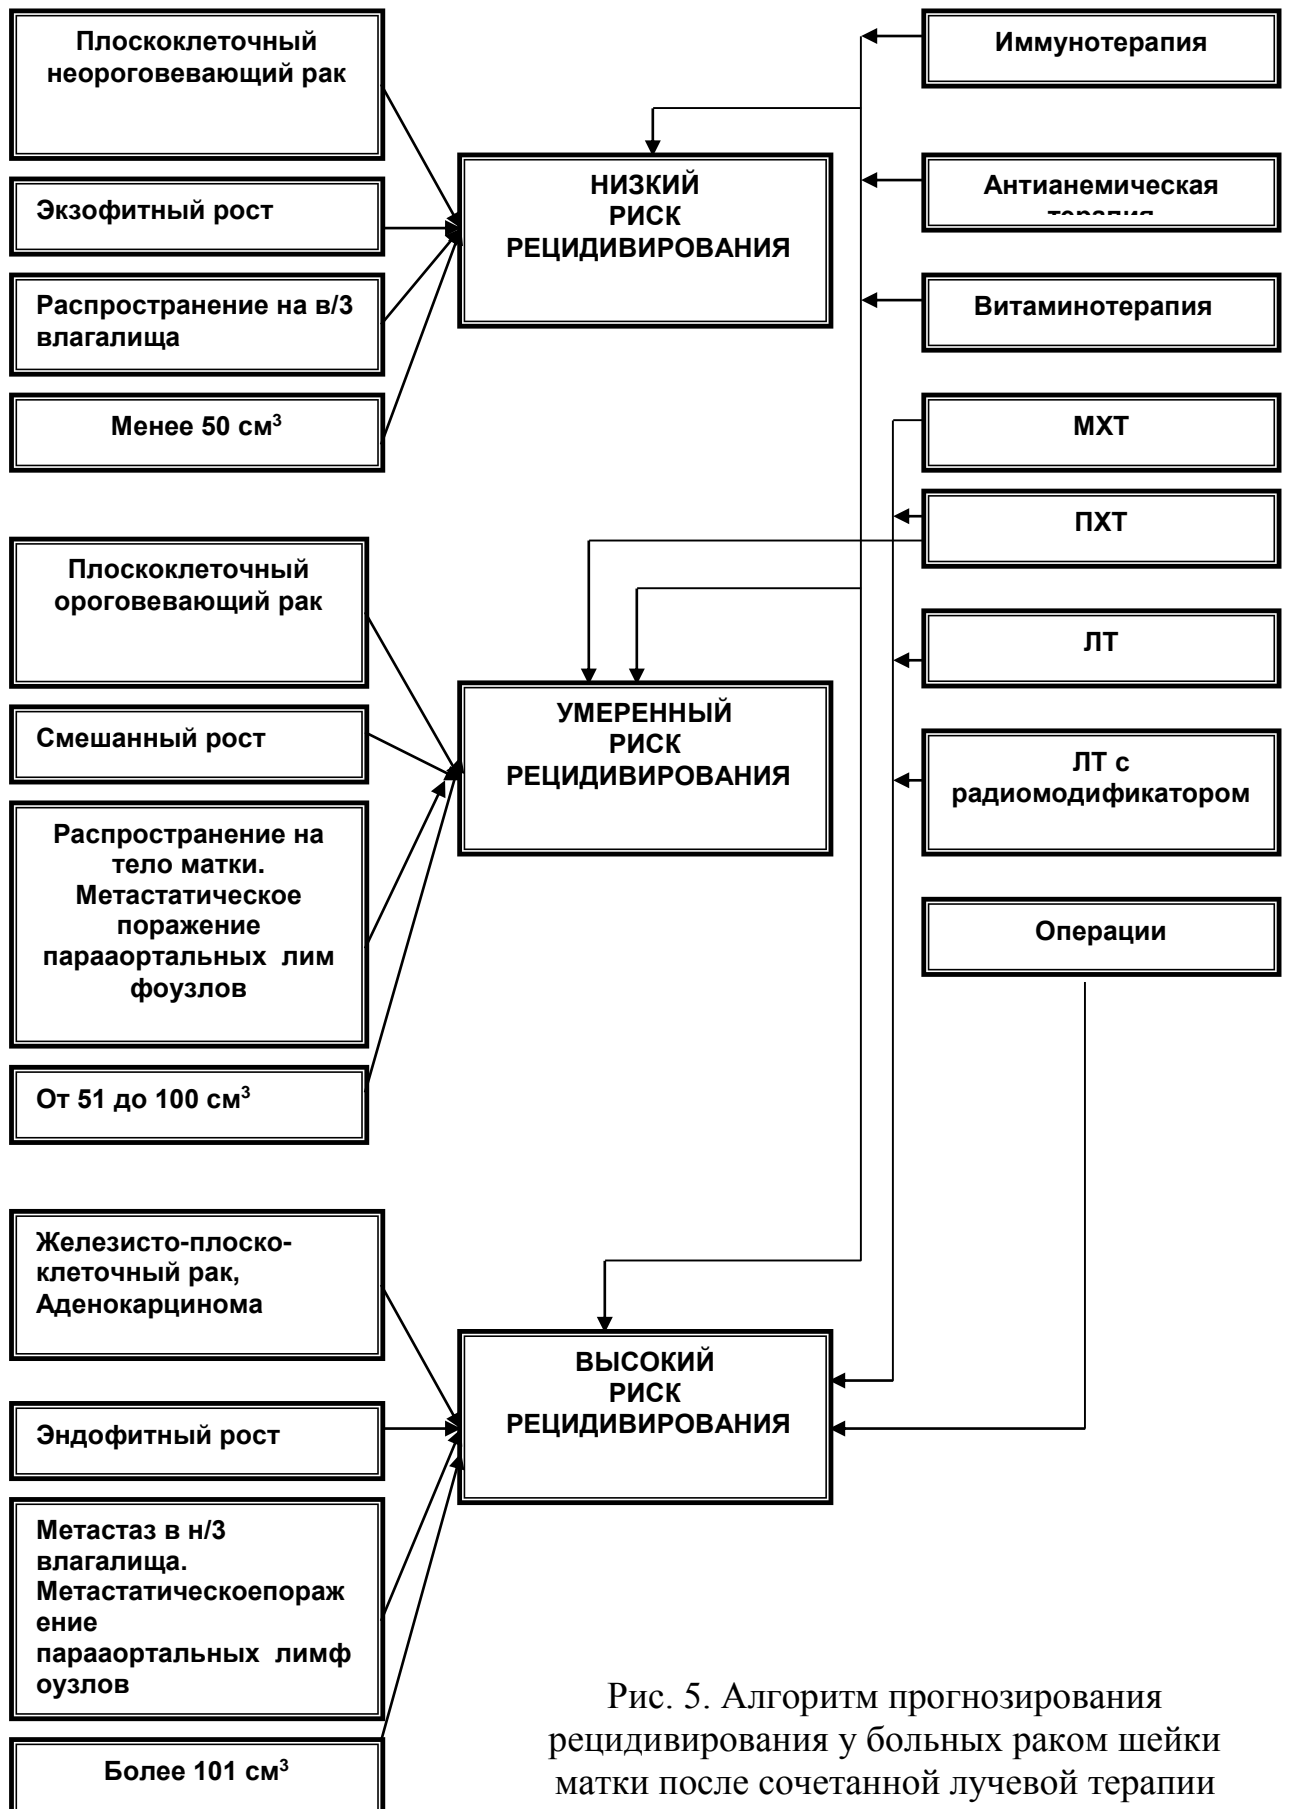 Плоскоклеточный
неороговевающий рак
Экзофитный рост
Распространение на в/3
влагалища
Менее 50 см³
НИЗКИЙ
РИСК
РЕЦИДИВИРОВАНИЯ
Иммунотерапия
Антианемическая
терапия
Витаминотерапия
МХТ
ПХТ
ЛТ
ЛТ с
радиомодификатором
Операции
Плоскоклеточный
ороговевающий рак
Смешанный рост
Распространение на
тело матки.
Метастатическое
поражение
парааортальных лим
фоузлов
От 51 до 100 см³
УМЕРЕННЫЙ
РИСК
РЕЦИДИВИРОВАНИЯ
Железисто-плоско-
клеточный рак,
Аденокарцинома
Эндофитный рост
Метастаз в н/3
влагалища.
Метастатическоепораж
ение
парааортальных лимф
оузлов
Более 101 см³
ВЫСОКИЙ
РИСК
РЕЦИДИВИРОВАНИЯ
Рис. 5. Алгоритм прогнозирования
рецидивирования у больных раком шейки
матки после сочетанной лучевой терапии